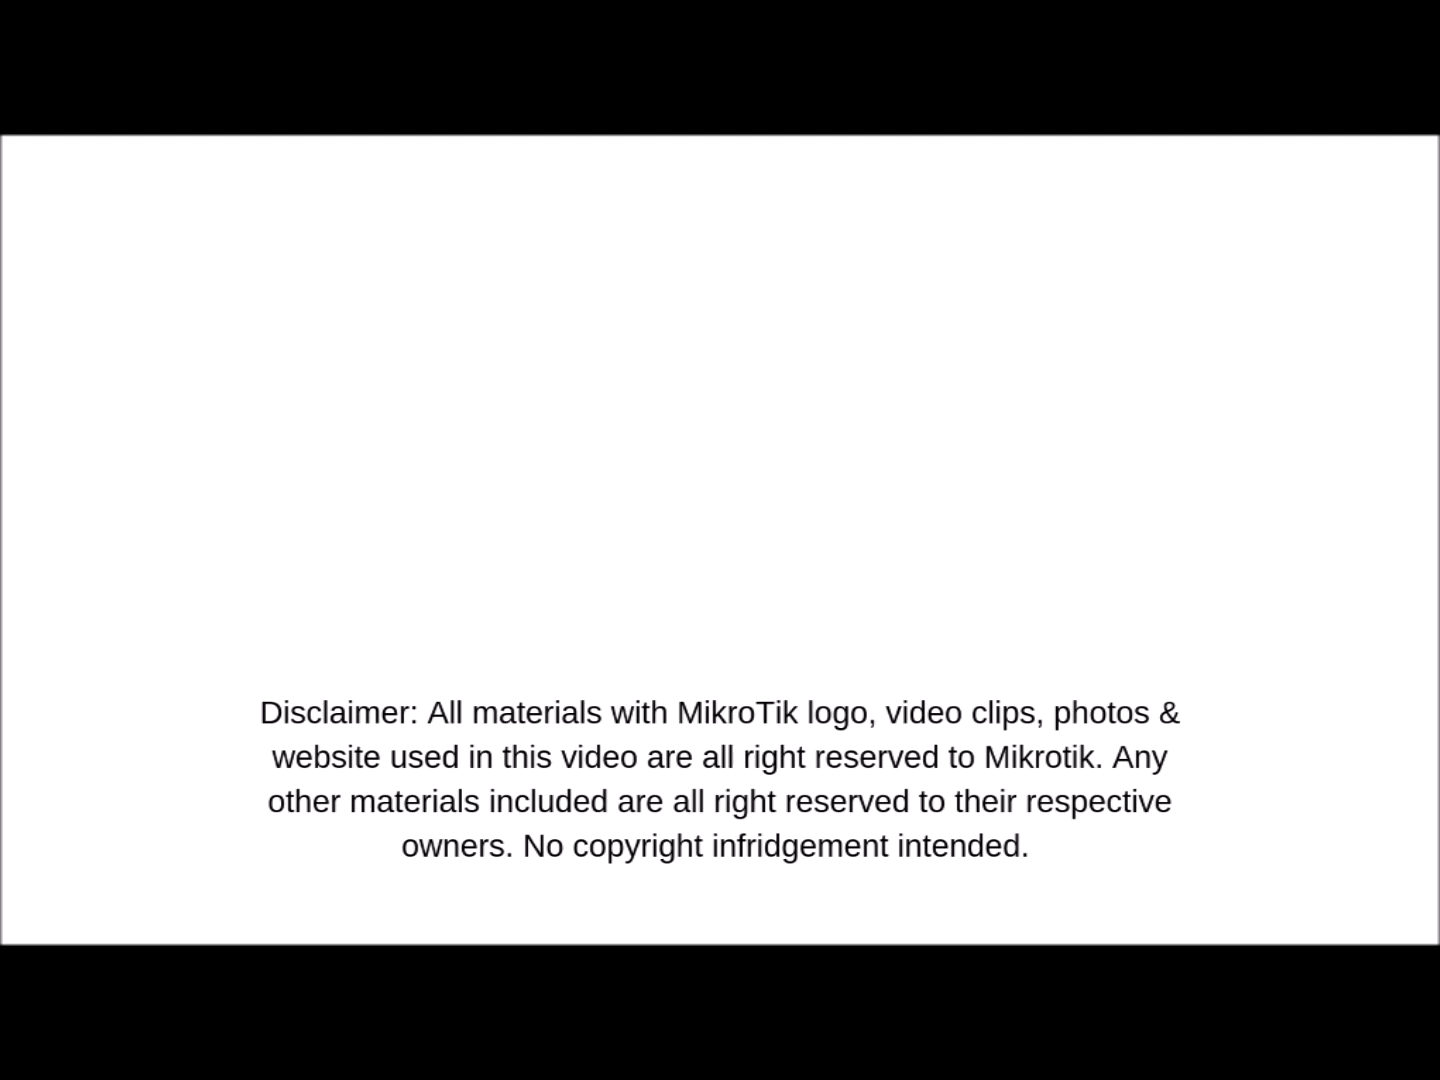 Disclaimer: All materials with MikroTik logo, video clips, photos &
website used in this video are all right reserved to Mikrotik. Any
other materials included are all right reserved to their respective
owners. No copyright infridgement intended.